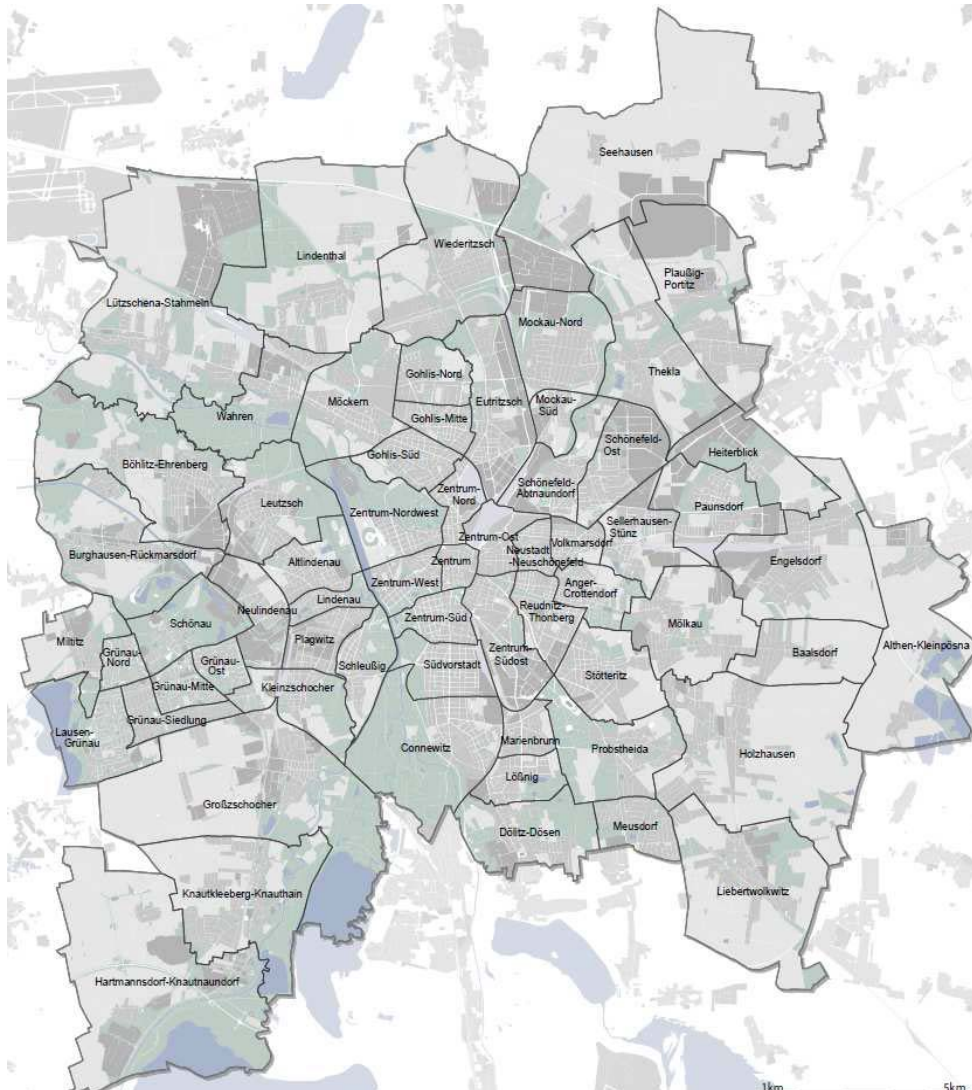 Seehausen
Wiederitzsch
Lindenthal
Plaußig-
Portitz
Lützschena-Stahmeln
Mockau-Nord
Thekla
Gohlis-Nord
Möckern
Eutritzsch
Mockau-
Süd
Gohlis-Mitte
Wahren
Schönefeld-
Ost
Gohlis-Süd
Heiterblick
Böhlitz-Ehrenberg
Zentrum-
Nord
Schönefeld-
Abtnaundorf
Leutzsch
Paunsdorf
Zentrum-Nordwest
Sellerhausen-
Stünz
Zentrum-Ost
Volkmarsdorf
Burghausen-Rückmarsdorf
Altlindenau
Zentrum
Neustadt
-Neuschönefeld
Engelsdorf
Zentrum-West
Anger-
Crottendorf
Lindenau
Neulindenau
Reudnitz-
Thonberg
Zentrum-Süd
Schönau
Mölkau
Miltitz
Plagwitz
Althen-Kleinpösna
Grünau-
Nord
Zentrum-
Südost
Baalsdorf
Grünau-
Ost
Schleußig
Südvorstadt
Stötteritz
Grünau-Mitte
Kleinzschocher
Grünau-Siedlung
Lausen-
Grünau
Marienbrunn
Connewitz
Probstheida
Holzhausen
Lößnig
Großzschocher
Meusdorf
Dölitz-Dösen
Knautkleeberg-Knauthain
Liebertwolkwitz
Hartmannsdorf-Knautnaundorf
1km
5km